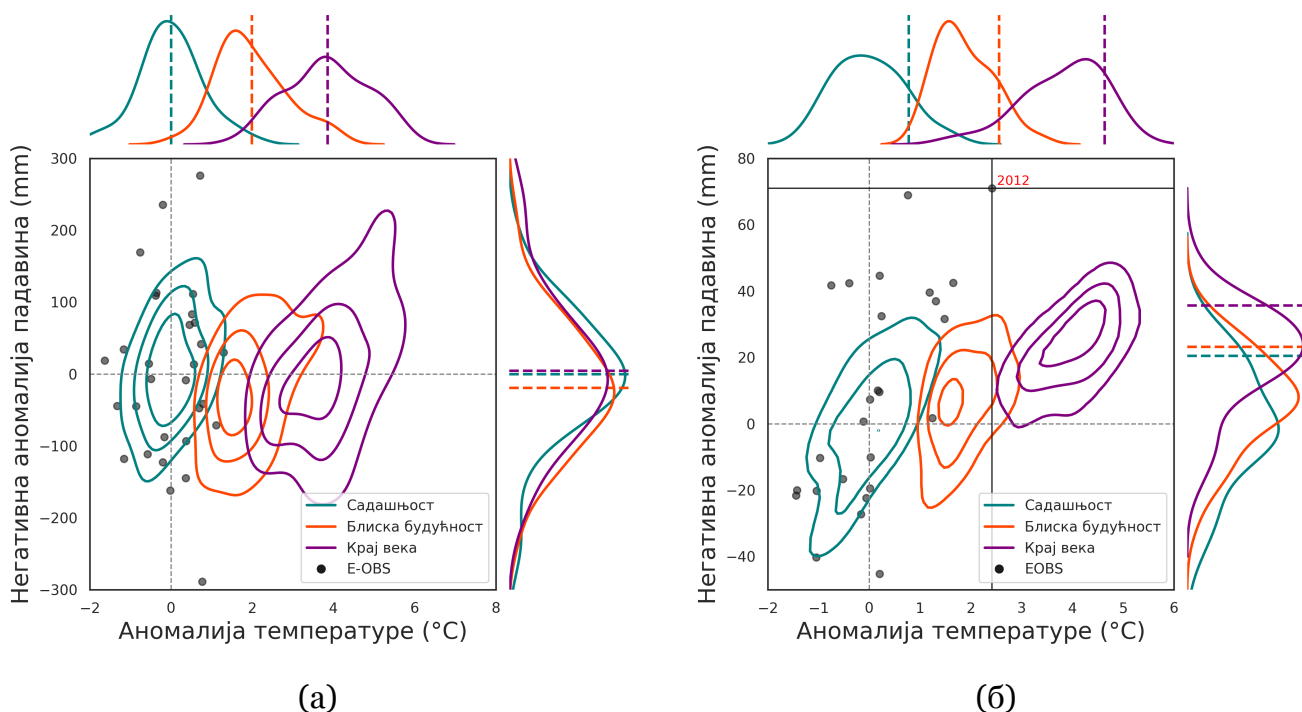 300
200
100
0
−100
−200
−300
−2
0
2
4
6
8
Негативна аномалија падавина (mm)
Аномалија температуре (°C)
Садашњост
Блиска будућност
Крај века
E-OBS
(а)
80
60
40
20
0
−20
−40
−2
−1
0
1
2
3
4
5
6
Негативна аномалија падавина (mm)
Аномалија температуре (°C)
2012
Садашњост
Блиска будућност
Крај века
EOBS
(б)